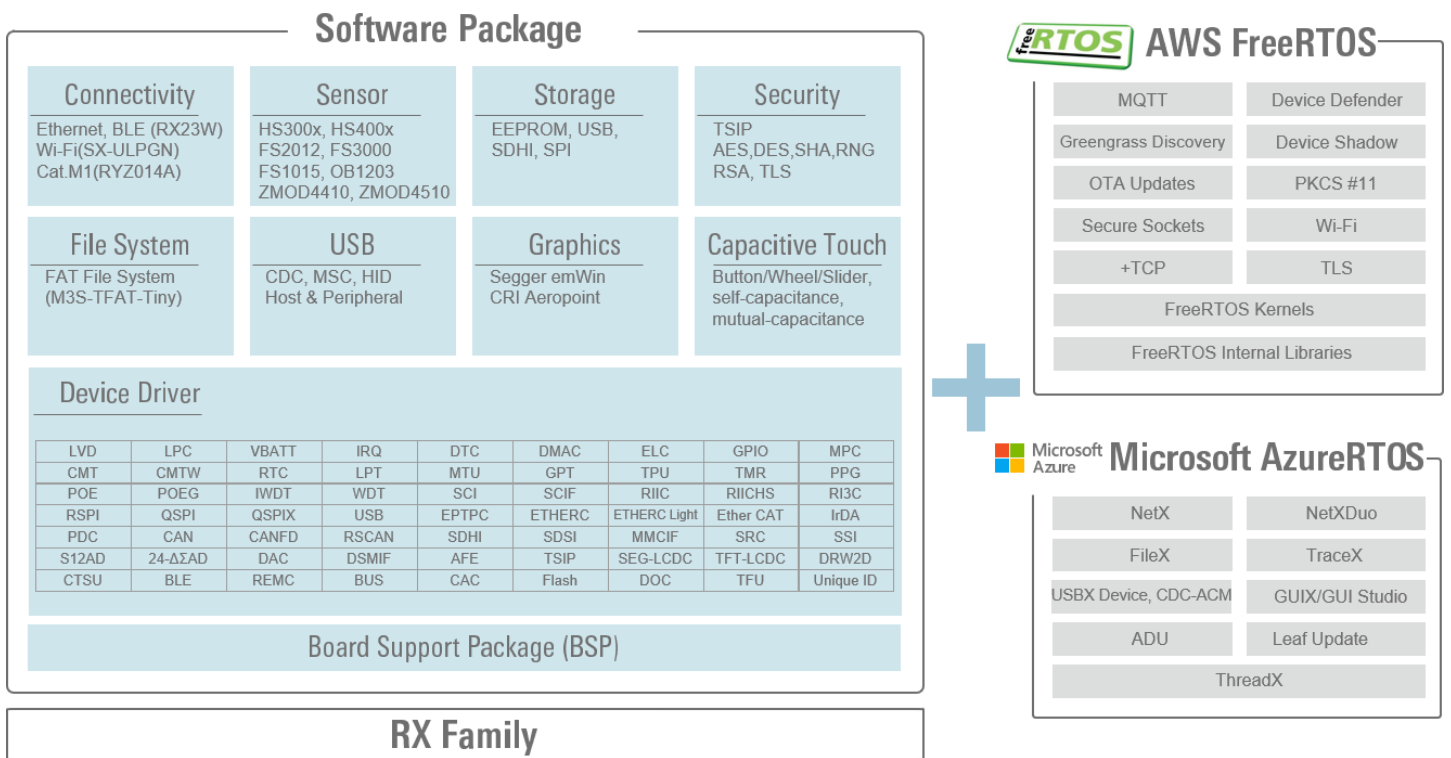 Software Package
Connectivity
Ethernet, BLE (RX23W)
Wi-Fi(SX-ULPGN)
Cat.M1(RYZ014A)
Sensor
HS300x, HS400x
FS2012, FS3000
FS1015, OB1203
ZMOD4410, ZMOD4510
Storage
EEPROM, USB,
SDHI, SPI
Security
TSIP
AES,DES,SHA,RNG
RSA, TLS
File System
FAT File System
(M3S-TFAT-Tiny)
USB
CDC, MSC, HID
Host & Peripheral
Graphics
Segger emWin
CRI Aeropoint
Capacitive Touch
Button/Wheel/Slider,
self-capacitance,
mutual-capacitance
Device Driver
LVD LPC VBATT IRQ DTC DMAC ELC GPIO MPC
CMT CMTW RTC LPT MTU GPT TPU TMR PPG
POE POEG IWDT WDT SCI SCIF RIIC RIICHS RI3C
RSPI QSPI QSPIX USB EPTPC ETHERC ETHERC Light Ether CAT IrDA
PDC CAN CANFD RSCAN SDHI SDSI MMCIF SRC SSI
S12AD 24-ΔΣAD DAC DSMIF AFE TSIP SEG-LCDC TFT-LCDC DRW2D
CTSU BLE REMC BUS CAC Flash DOC TFU Unique ID
Board Support Package (BSP)
RX Family
free RTOS
AWS FreeRTOS
MQTT Device Defender
Greengrass Discovery Device Shadow
OTA Updates PKCS #11
Secure Sockets Wi-Fi
+TCP TLS
FreeRTOS Kernels
FreeRTOS Internal Libraries
Microsoft
Azure
Microsoft AzureRTOS
NetX NetXDuo
FileX TraceX
USBX Device, CDC-ACM GUIX/GUI Studio
ADU Leaf Update
ThreadX